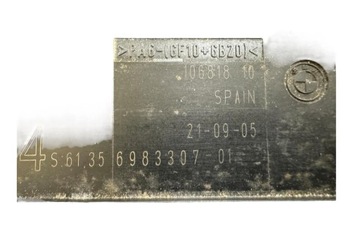 >PA6-(GF10+GB20)<
106818 10
SPAIN
21-09-05
4 S:61.35 6983307 01